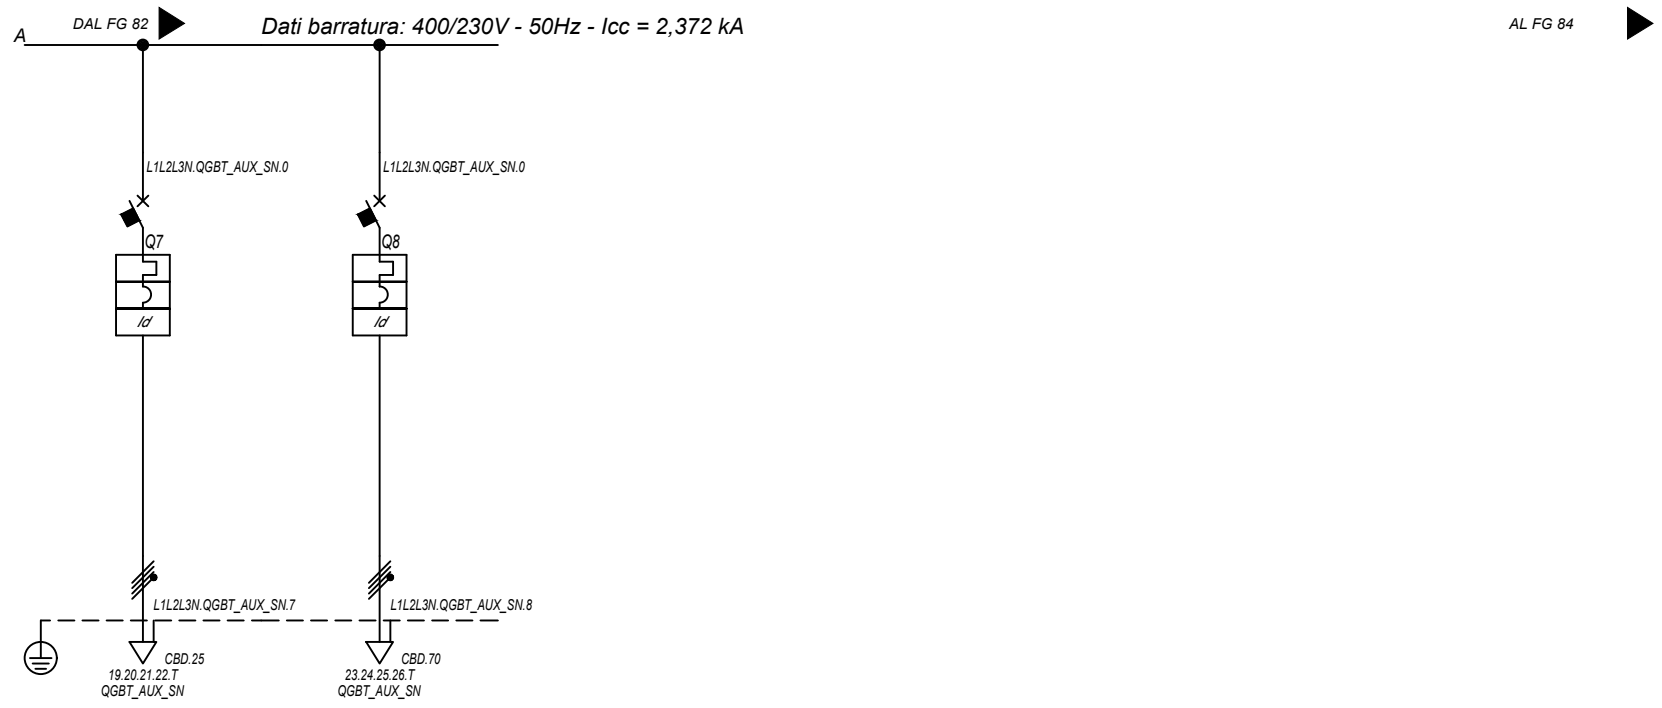 A
DAL FG 82
Dati barratura: 400/230V - 50Hz - Icc = 2,372 kA
AL FG 84
L1L2L3N.QGBT_AUX_SN.0
L1L2L3N.QGBT_AUX_SN.0
Q7
Q8
Id
Id
L1L2L3N.QGBT_AUX_SN.7
L1L2L3N.QGBT_AUX_SN.8
CBD.25
19.20.21.22.T
QGBT_AUX_SN
CBD.70
23.24.25.26.T
QGBT_AUX_SN